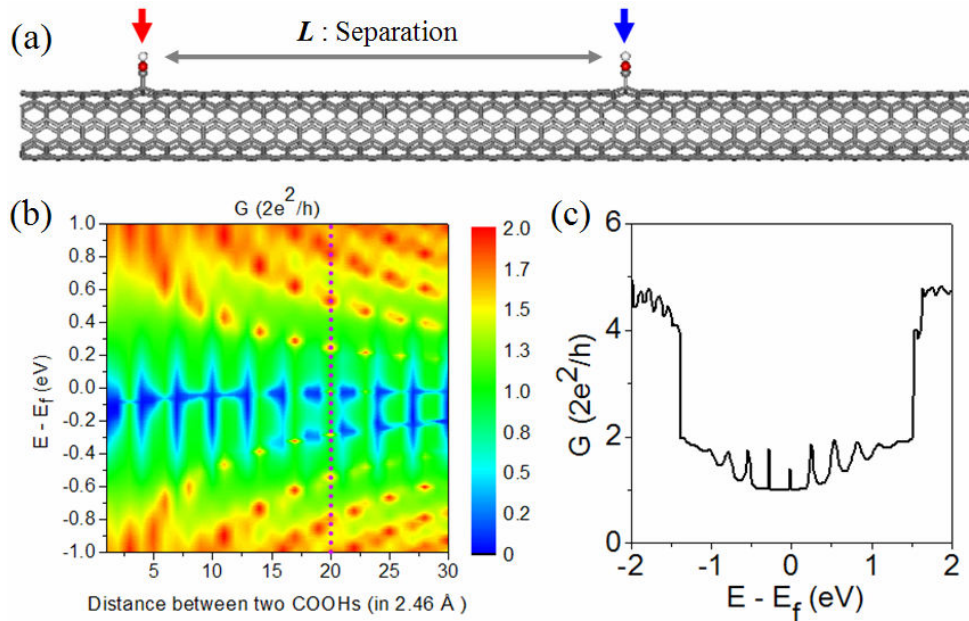 (a)
L : Separation
(b)
G (2e²/h)
1.0
0.8
0.6
0.4
0.2
0.0
-0.2
-0.4
-0.6
-0.8
-1.0
E - E_f (eV)
5 10 15 20 25 30
Distance between two COOHs (in 2.46 Å )
2.0
1.7
1.5
1.3
1.0
0.8
0.5
0.2
0
(c)
6
4
2
0
G (2e²/h)
-2 -1 0 1 2
E - E_f (eV)